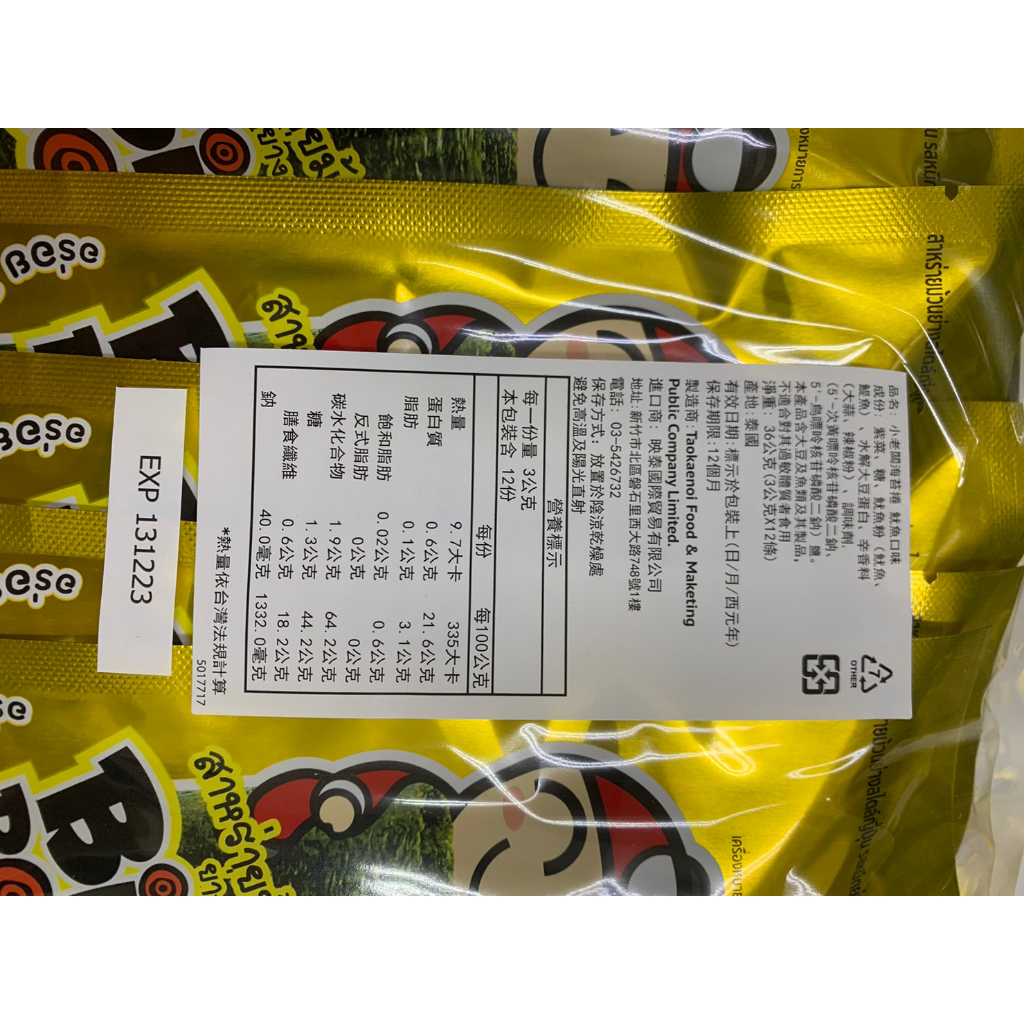 品名: 小老闆海苔捲 魷魚口味
成份: 紫菜、糖、魷魚粉 (魷魚、
鯷魚) 、水解大豆蛋白、辛香料
(大蒜、辣椒粉) 、調味劑.
(5'-次黃嘌呤核苷磷酸二鈉,
5'-鳥嘌呤核苷磷酸二鈉) 鹽。
本產品含大豆及魚類及其製品,
不適合對其過敏體質者食用
淨重: 36公克(3公克X12條)
產地:泰國
有效日期:標示於包裝上(日/月/西元年)
保存期限:12個月
製造商: Taokaenoi Food & Maketing
Public Company Limited.
進口商: 映泰國際貿易有限公司
地址:新竹市北區磐石里西大路748號1樓
電話: 03-5426732
保存方式: 放置於陰涼乾燥處
避免高溫及陽光直射
7
OTHER
營養標示
每一份量 3公克
本包裝含 12份
每份 每100公克
熱量 9.7大卡 335大卡
蛋白質 0.6公克 21.6公克
脂肪 0.1公克 3.1公克
飽和脂肪 0.02公克 0.6公克
反式脂肪 0公克 0公克
碳水化合物 1.9公克 64.2公克
糖 1.3公克 44.2公克
膳食纖維 0.6公克 18.2公克
鈉 40.0毫克 1332.0毫克
*熱量依台灣法規計算
5017717
EXP 131223